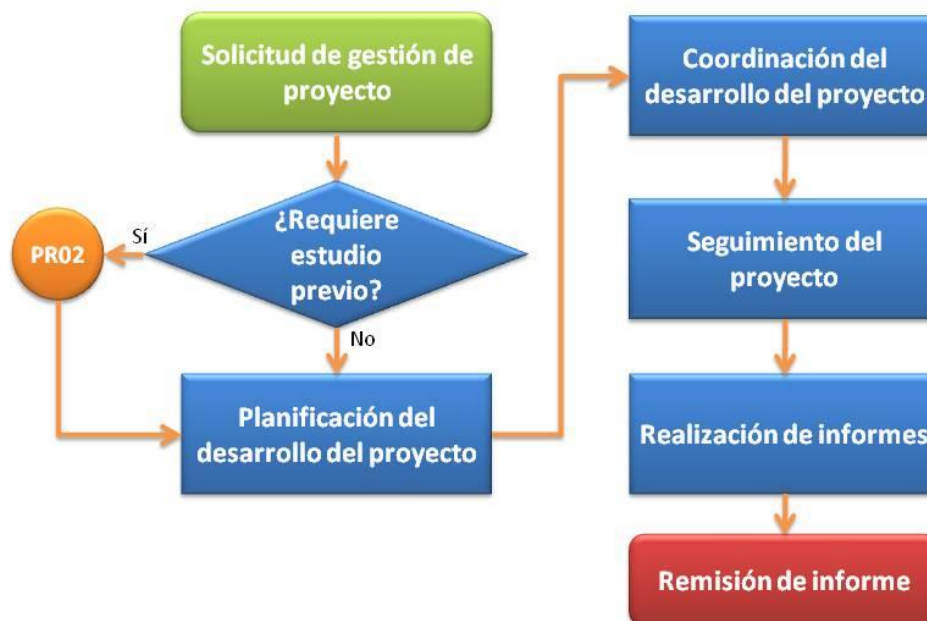 Solicitud de gestión de
proyecto
¿Requiere
estudio
previo?
Sí
PR02
No
Planificación del
desarrollo del proyecto
Coordinación del
desarrollo del proyecto
Seguimiento del
proyecto
Realización de informes
Remisión de informe